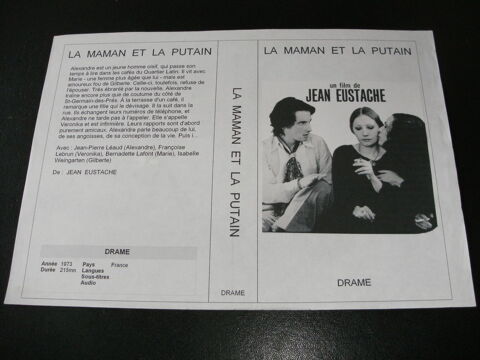 LA MAMAN ET LA PUTAIN
Alexandre est un jeune homme oisif, qui passe son
temps à lire dans les cafés du Quartier Latin. Il vit avec
Marie - une femme plus âgée que lui - mais est
amoureux fou de Gilberte. Celle-ci, toutefois, refuse de
l'épouser. Très ébranlé par la nouvelle, Alexandre
traîne encore plus que de coutume du côté de
St-Germain-des-Prés. À la terrasse d'un café, il
remarque une fille qui le dévisage. Il la suit dans la
rue, ils échangent leurs numéros de téléphone, et
Alexandre ne tarde pas à l'appeler. Elle s'appelle
Veronika et est infirmière. Leurs rapports sont d'abord
purement amicaux. Alexandre parle beaucoup de lui,
de ses angoisses, de sa conception de la vie. Puis i...
Avec : Jean-Pierre Léaud (Alexandre), Françoise
Lebrun (Veronika), Bernadette Lafont (Marie), Isabelle
Weingarten (Gilberte)
De : JEAN EUSTACHE
DRAME
Année 1973 Pays France
Durée 215mn Langues
Sous-titres
Audio
LA MAMAN ET LA PUTAIN
DRAME
LA MAMAN ET LA PUTAIN
un film de
JEAN EUSTACHE
DRAME